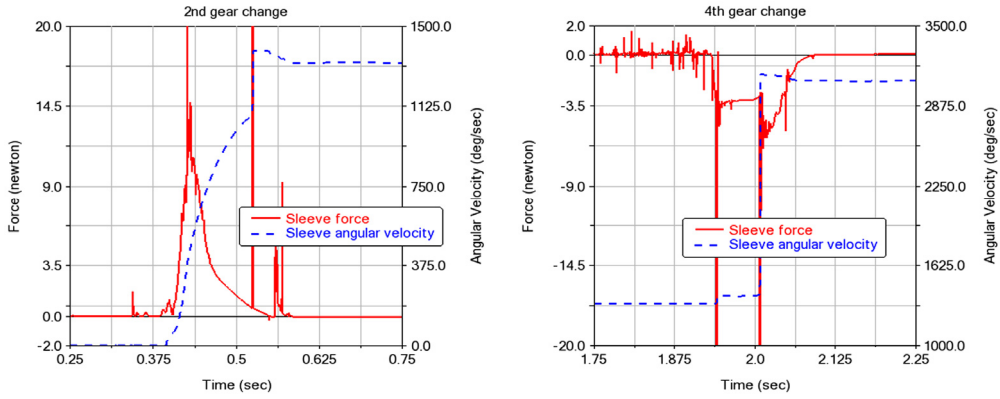 2nd gear change
20.0
14.5
9.0
3.5
0.0
-2.0
Force (newton)
1500.0
1125.0
750.0
375.0
0.0
Angular Velocity (deg/sec)
Sleeve force
Sleeve angular velocity
0.25
0.375
0.5
0.625
0.75
Time (sec)
4th gear change
2.0
0.0
-3.5
-9.0
-14.5
-20.0
Force (newton)
3500.0
2875.0
2250.0
1625.0
1000.0
Angular Velocity (deg/sec)
Sleeve force
Sleeve angular velocity
1.75
1.875
2.0
2.125
2.25
Time (sec)